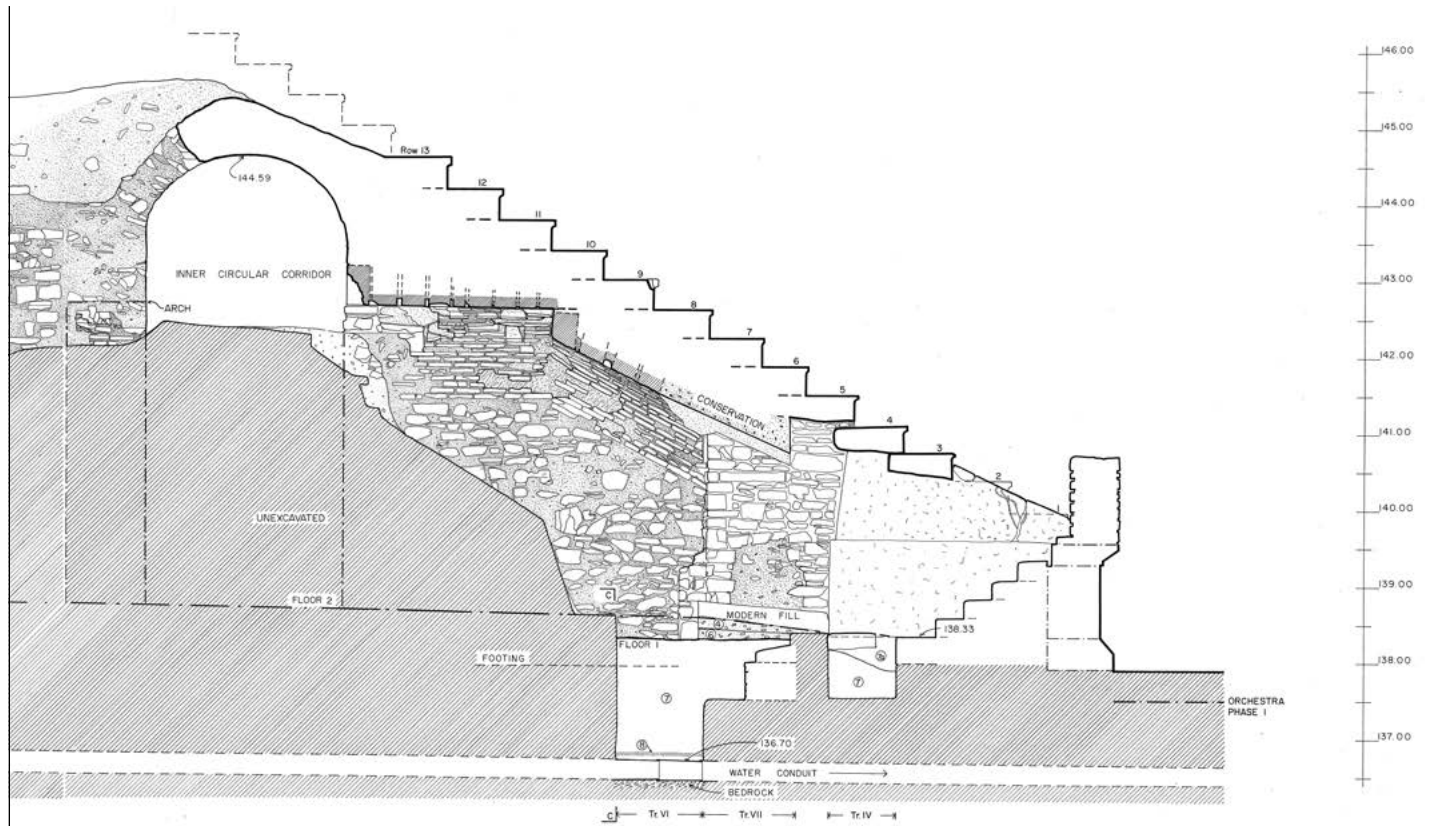 146.00
145.00
144.00
143.00
142.00
141.00
140.00
139.00
138.00
137.00
Row 13
12
11
10
9
8
7
6
5
4
3
2
1
144.59
INNER CIRCULAR CORRIDOR
ARCH
CONSERVATION
UNEXCAVATED
FLOOR 2
C
MODERN FILL
4
6
138.33
FLOOR 1
FOOTING
7
7
8
136.70
ORCHESTRA
PHASE 1
WATER CONDUIT
BEDROCK
C
Tr. VI
Tr. VII
Tr. IV